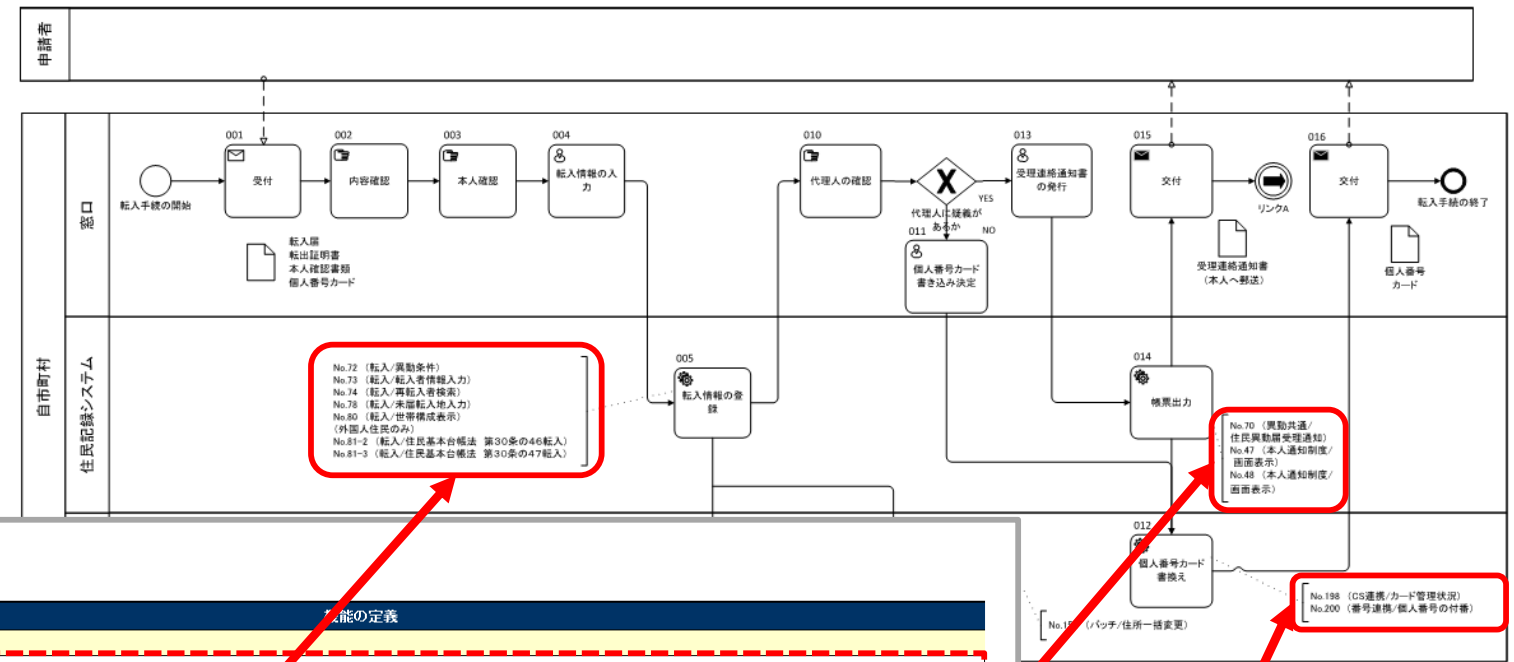 申請者
自市町村
窓口
転入手続の開始
001
受付
002
内容確認
003
本人確認
004
転入情報の入
力
転入届
転出証明書
本人確認書類
個人番号カード
010
代理人の確認
X
YES
代理人に疑義が
あるか
NO
011
個人番号カード
書き込み決定
013
受理連絡通知書
の発行
015
交付
リンクA
受理連絡通知書
(本人へ郵送)
016
交付
転入手続の終了
個人番号
カード
住民記録システム
No.72 (転入/異動条件)
No.73 (転入/転入者情報入力)
No.74 (転入/再転入者検索)
No.78 (転入/未届転入地入力)
No.80 (転入/世帯構成表示)
(外国人住民のみ)
No.81-2 (転入/住民基本台帳法 第30条の46転入)
No.81-3 (転入/住民基本台帳法 第30条の47転入)
005
転入情報の登
録
014
帳票出力
No.70 (異動共通/
住民異動届受理通知)
No.47 (本人通知制度/
画面表示)
No.48 (本人通知制度/
画面表示)
012
個人番号カード
書換え
No.198 (CS連携/カード管理状況)
No.200 (番号連携/個人番号の付番)
(バッチ/住所一括変更)
能の定義